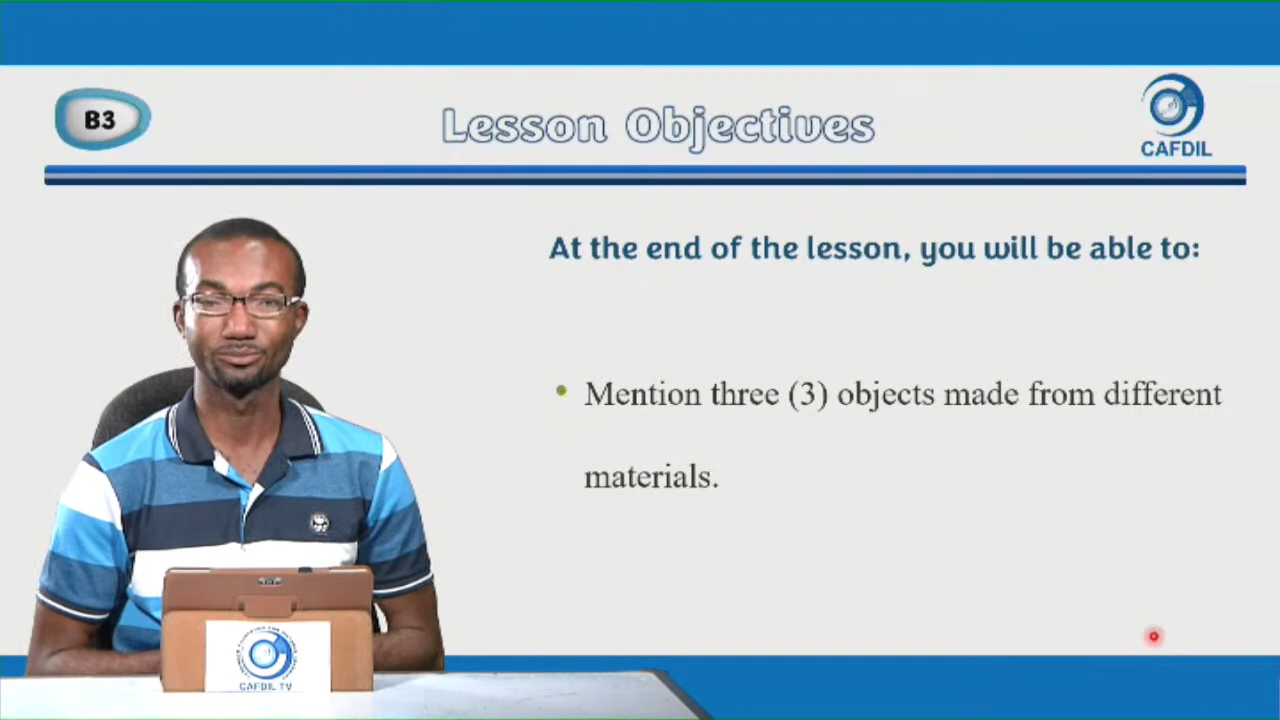 B3
Lesson Objectives
CAFDIL
At the end of the lesson, you will be able to:
• Mention three (3) objects made from different
materials.
CAFDIL TV